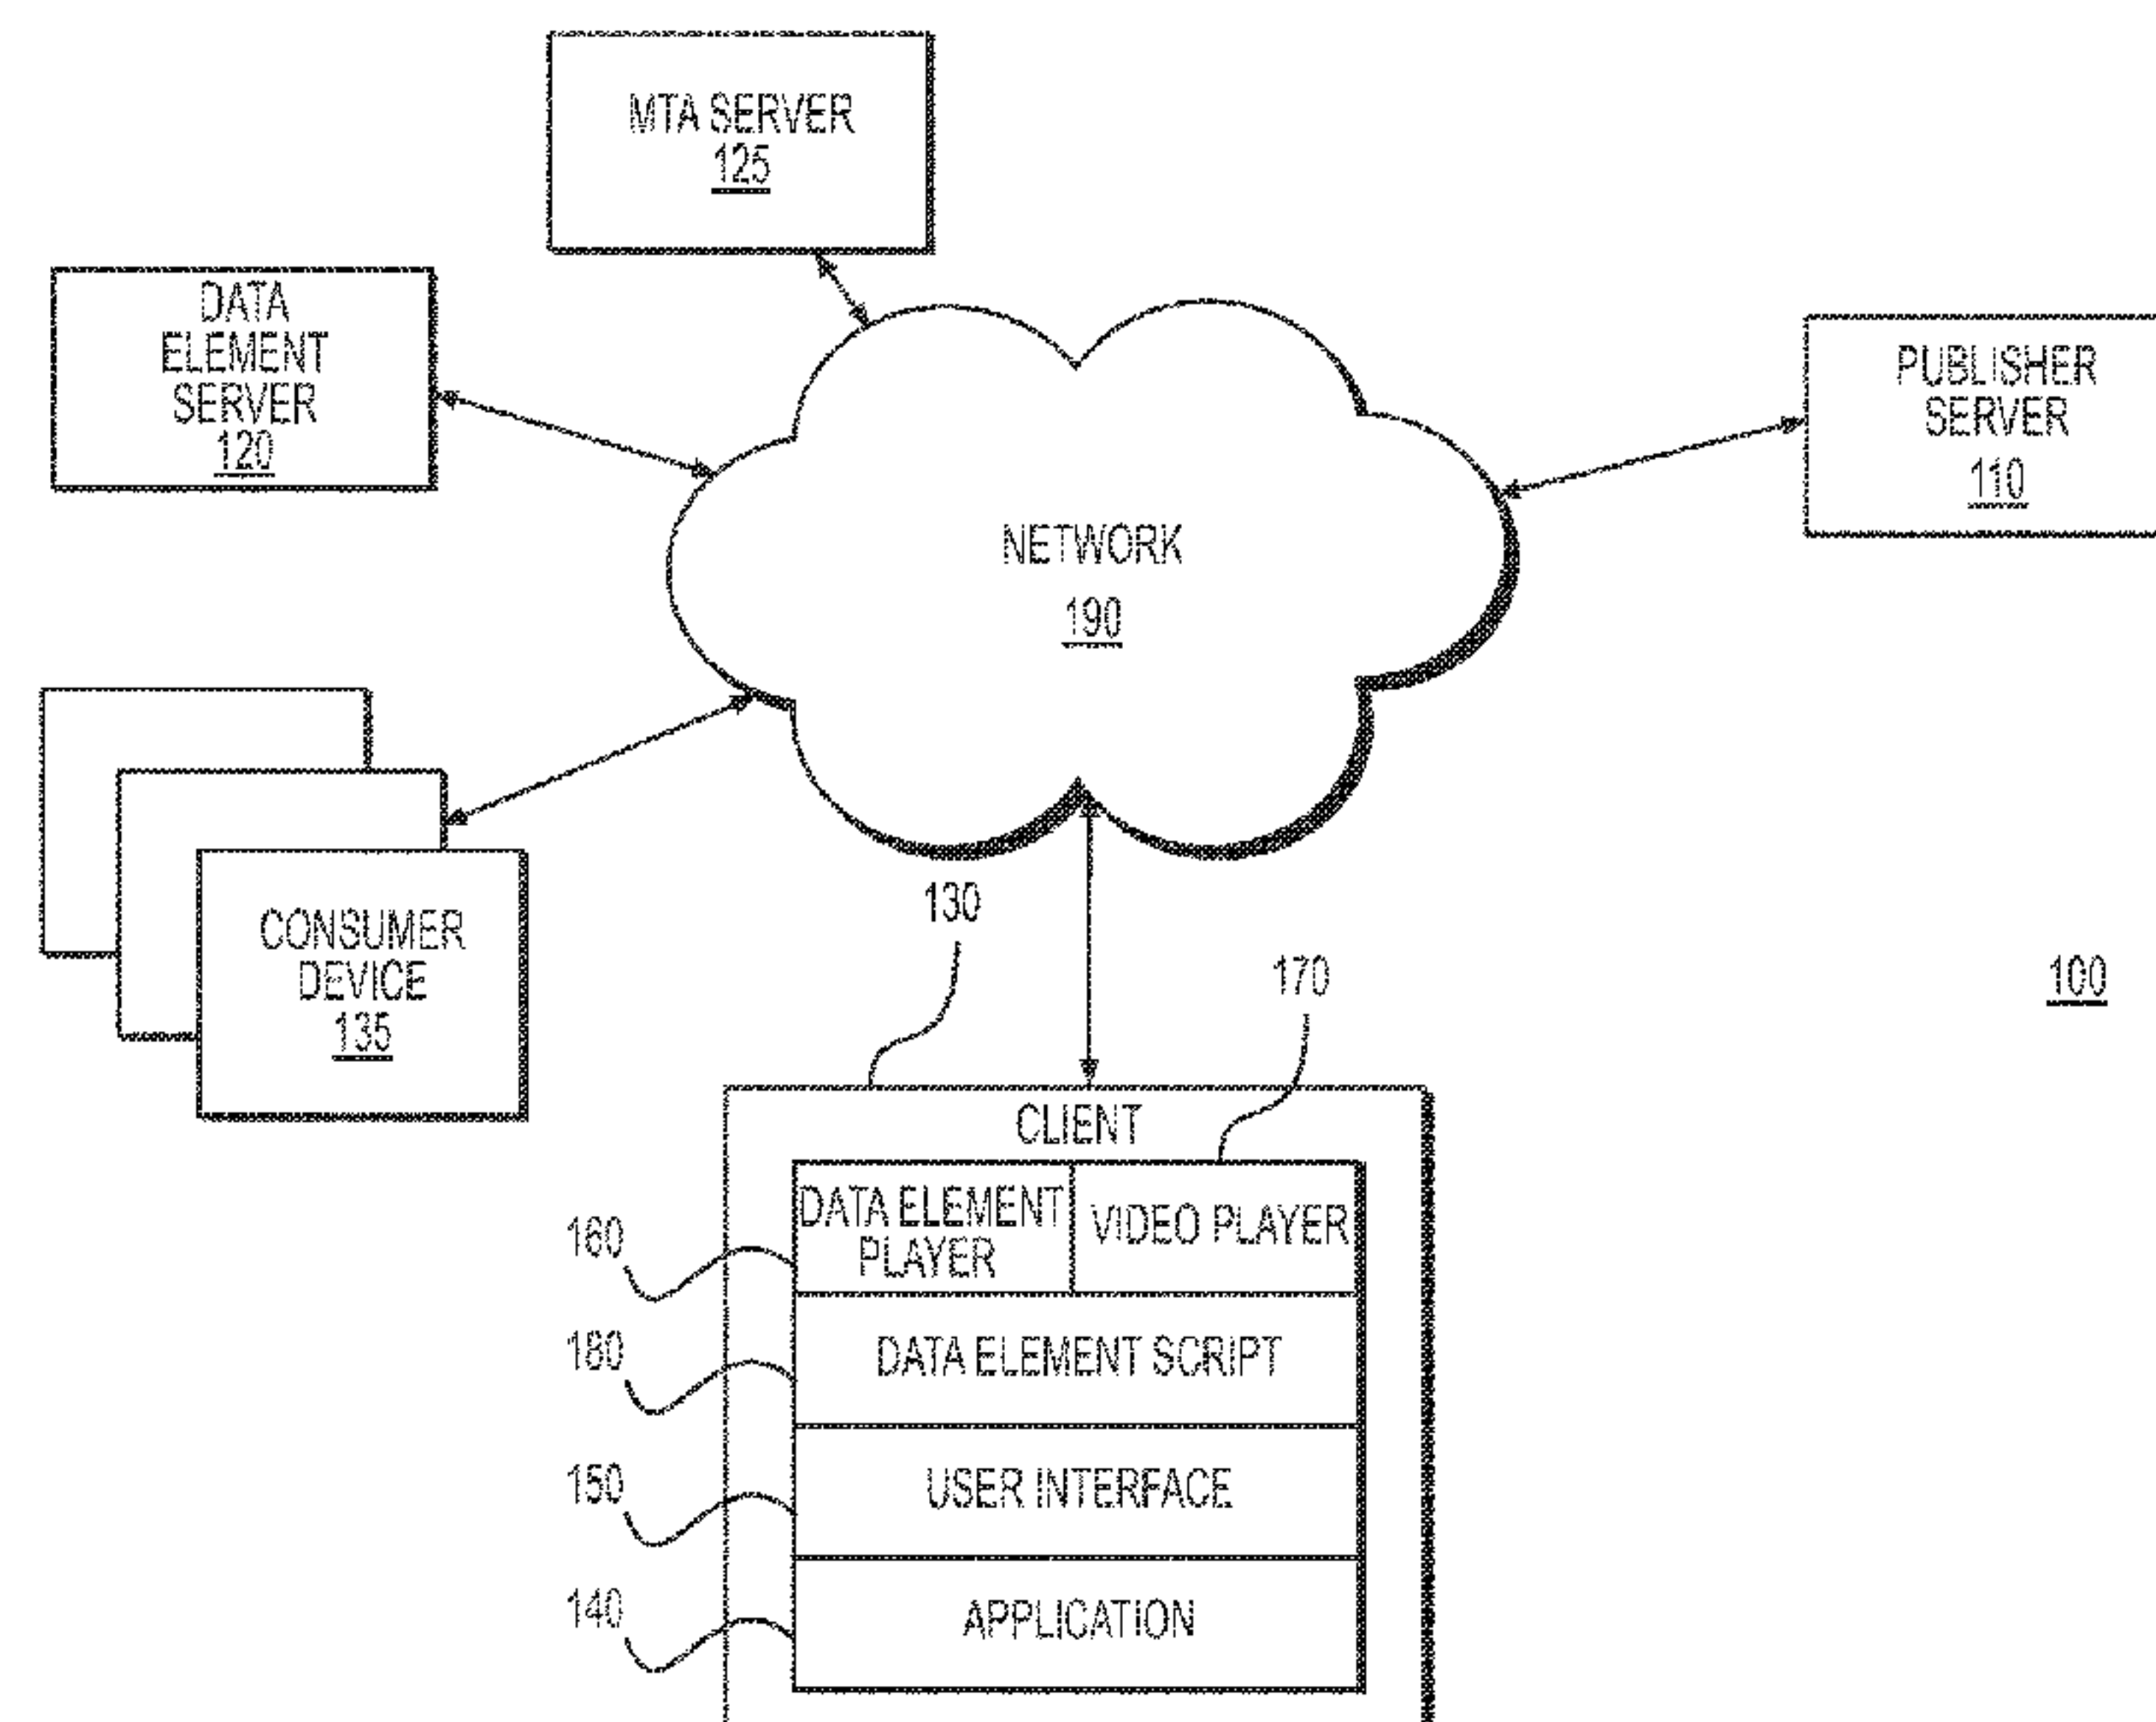 MTA SERVER
125
DATA
ELEMENT
SERVER
120
PUBLISHER
SERVER
110
NETWORK
190
CONSUMER
DEVICE
135
130
170
100
CLIENT
DATA ELEMENT
PLAYER
VIDEO PLAYER
160
180
DATA ELEMENT SCRIPT
150
USER INTERFACE
140
APPLICATION